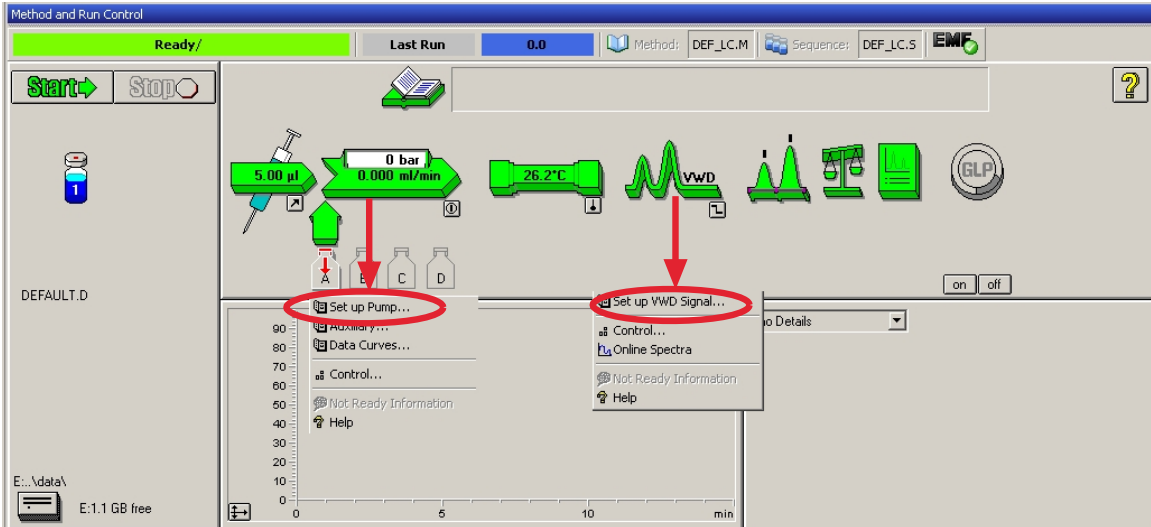 Method and Run Control
Ready/
Last Run
0.0
Method:
DEF_LC.M
Sequence:
DEF_LC.S
EMF
Start
Stop
?
1
5.00 µl
0 bar
0.000 ml/min
26.2°C
VWD
GLP
A
C
D
on
off
DEFAULT.D
Set up Pump...
Auxiliary...
Data Curves...
Control...
Not Ready Information
Help
Set up VWD Signal...
Control...
Online Spectra
Not Ready Information
Help
no Details
90
80
70
60
50
40
30
20
10
0
0
5
10
min
E:..\data\
E:1.1 GB free